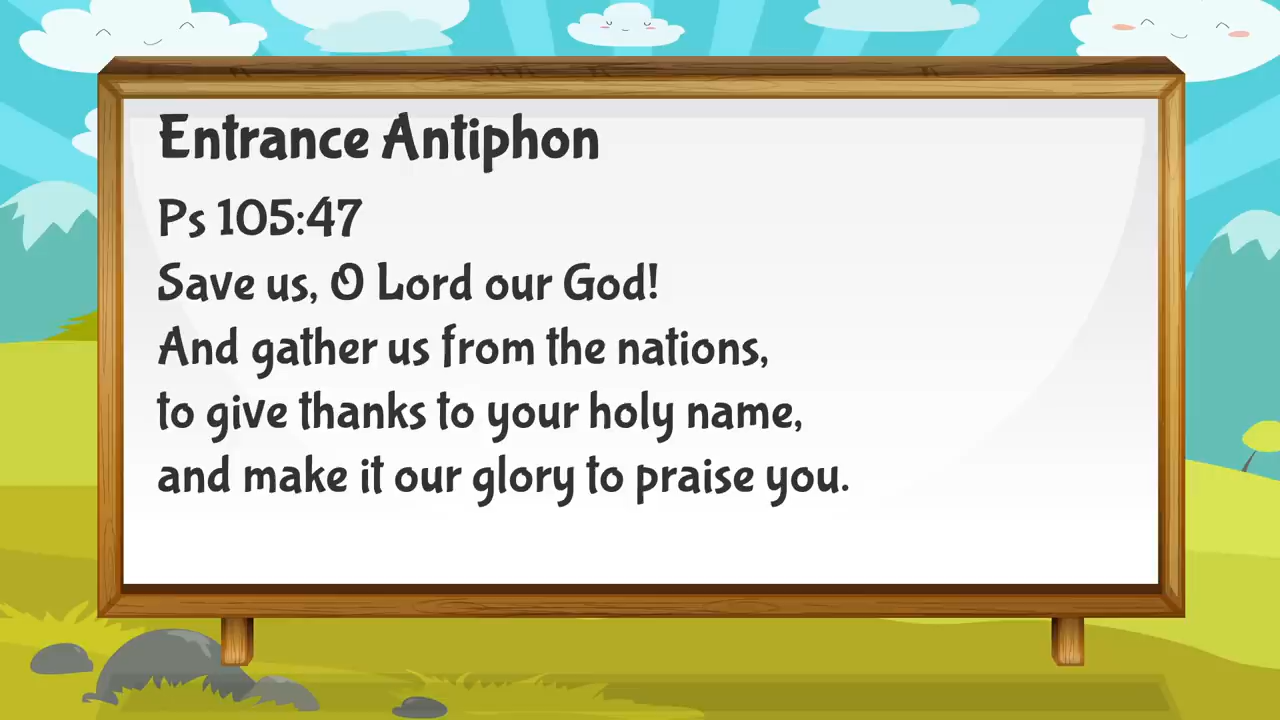 Entrance Antiphon
Ps 105:47
Save us, O Lord our God!
And gather us from the nations,
to give thanks to your holy name,
and make it our glory to praise you.